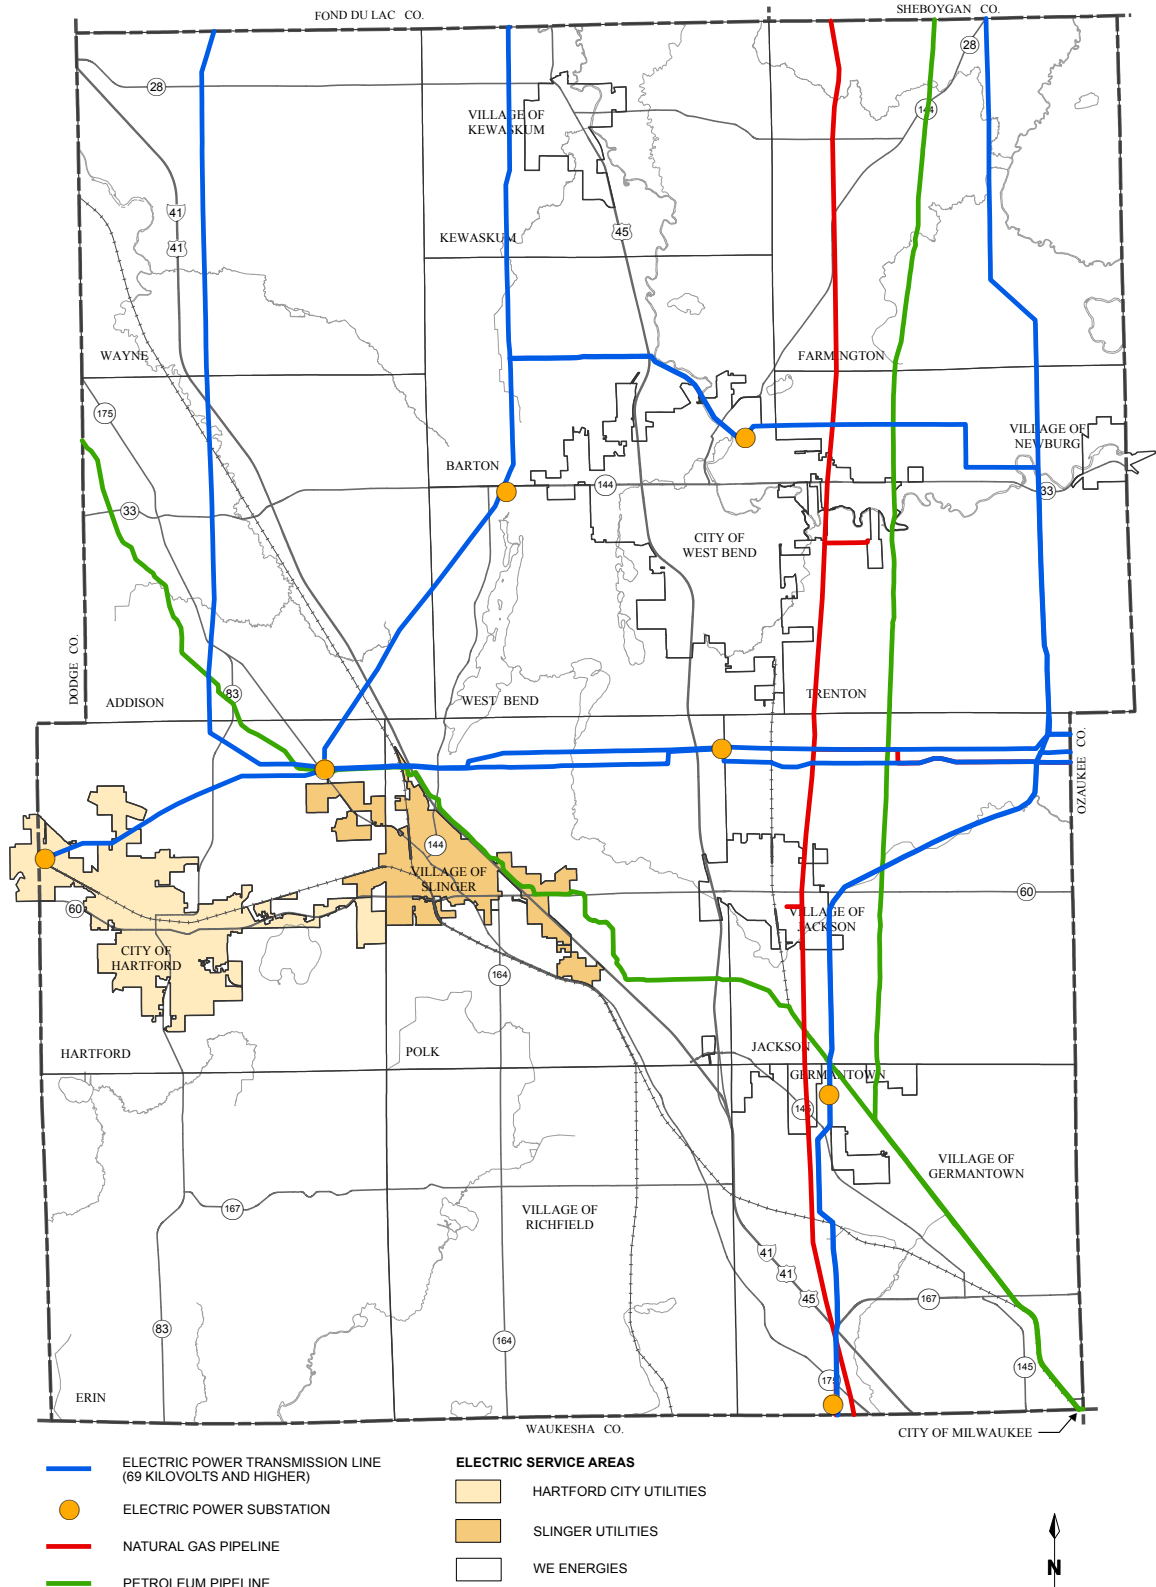 FOND DU LAC CO.
SHEBOYGAN CO.
28
28
144
VILLAGE OF
KEWASKUM
41
41
45
KEWASKUM
WAYNE
FARMINGTON
175
VILLAGE OF
NEWBURG
BARTON
144
33
33
CITY OF
WEST BEND
DODGE CO.
83
ADDISON
WEST BEND
TRENTON
OZAUKEE CO.
144
VILLAGE OF
SLINGER
60
60
VILLAGE OF
JACKSON
CITY OF
HARTFORD
164
HARTFORD
POLK
JACKSON
GERMANTOWN
145
VILLAGE OF
GERMANTOWN
167
VILLAGE OF
RICHFIELD
41
41
45
167
83
164
145
175
ERIN
WAUKESHA CO.
CITY OF MILWAUKEE
ELECTRIC POWER TRANSMISSION LINE
(69 KILOVOLTS AND HIGHER)
ELECTRIC POWER SUBSTATION
NATURAL GAS PIPELINE
PETROLEUM PIPELINE
ELECTRIC SERVICE AREAS
HARTFORD CITY UTILITIES
SLINGER UTILITIES
WE ENERGIES
N